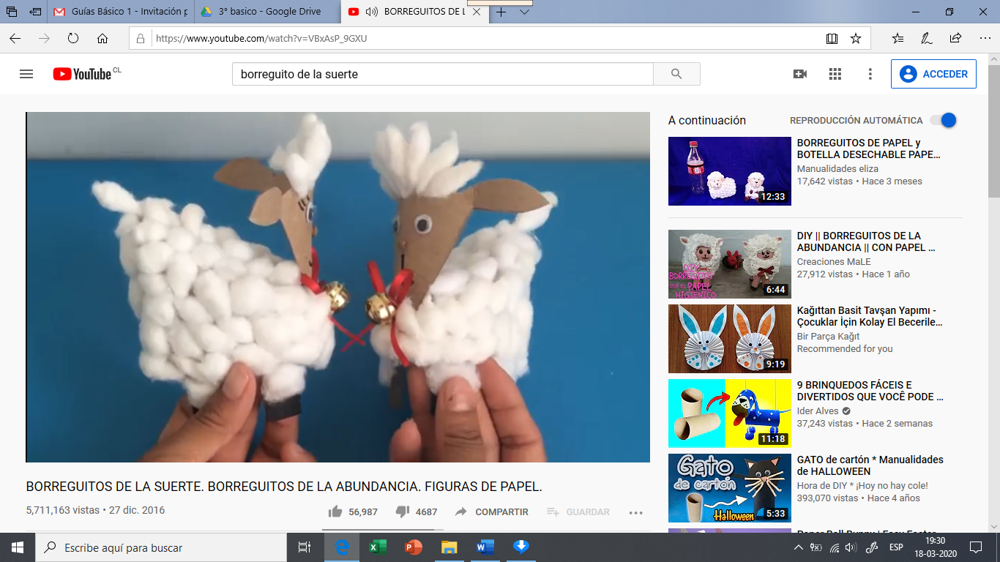 Guías Básico 1 - Invitación p
3° basico - Google Drive
BORREGUITOS DE L
https://www.youtube.com/watch?v=VBxAsP_9GXU
YouTube CL
borreguito de la suerte
ACCEDER
A continuación
REPRODUCCIÓN AUTOMÁTICA
BORREGUITOS DE PAPEL y
BOTELLA DESECHABLE PAPE…
Manualidades eliza
17,642 vistas • Hace 3 meses
12:33
DIY || BORREGUITOS DE LA
ABUNDANCIA || CON PAPEL …
Creaciones MaLE
27,912 vistas • Hace 1 año
BORREGUITOS
CON EL PAPEL
HIGIENICO
6:44
Kağıttan Basit Tavşan Yapımı -
Çocuklar İçin Kolay El Becerile…
Bir Parça Kağıt
Recommended for you
9:19
9 BRINQUEDOS FÁCEIS E
DIVERTIDOS QUE VOCÊ PODE …
Ider Alves
37,243 vistas • Hace 2 semanas
11:18
GATO de cartón * Manualidades
de HALLOWEEN
Hora de DIY * ¡Hoy no hay cole!
393,070 vistas • Hace 4 años
Gato
de cartón
Halloween
5:33
BORREGUITOS DE LA SUERTE. BORREGUITOS DE LA ABUNDANCIA. FIGURAS DE PAPEL.
5,711,163 vistas • 27 dic. 2016
56,987
4687
COMPARTIR
GUARDAR
Escribe aquí para buscar
ESP
19:30
18-03-2020